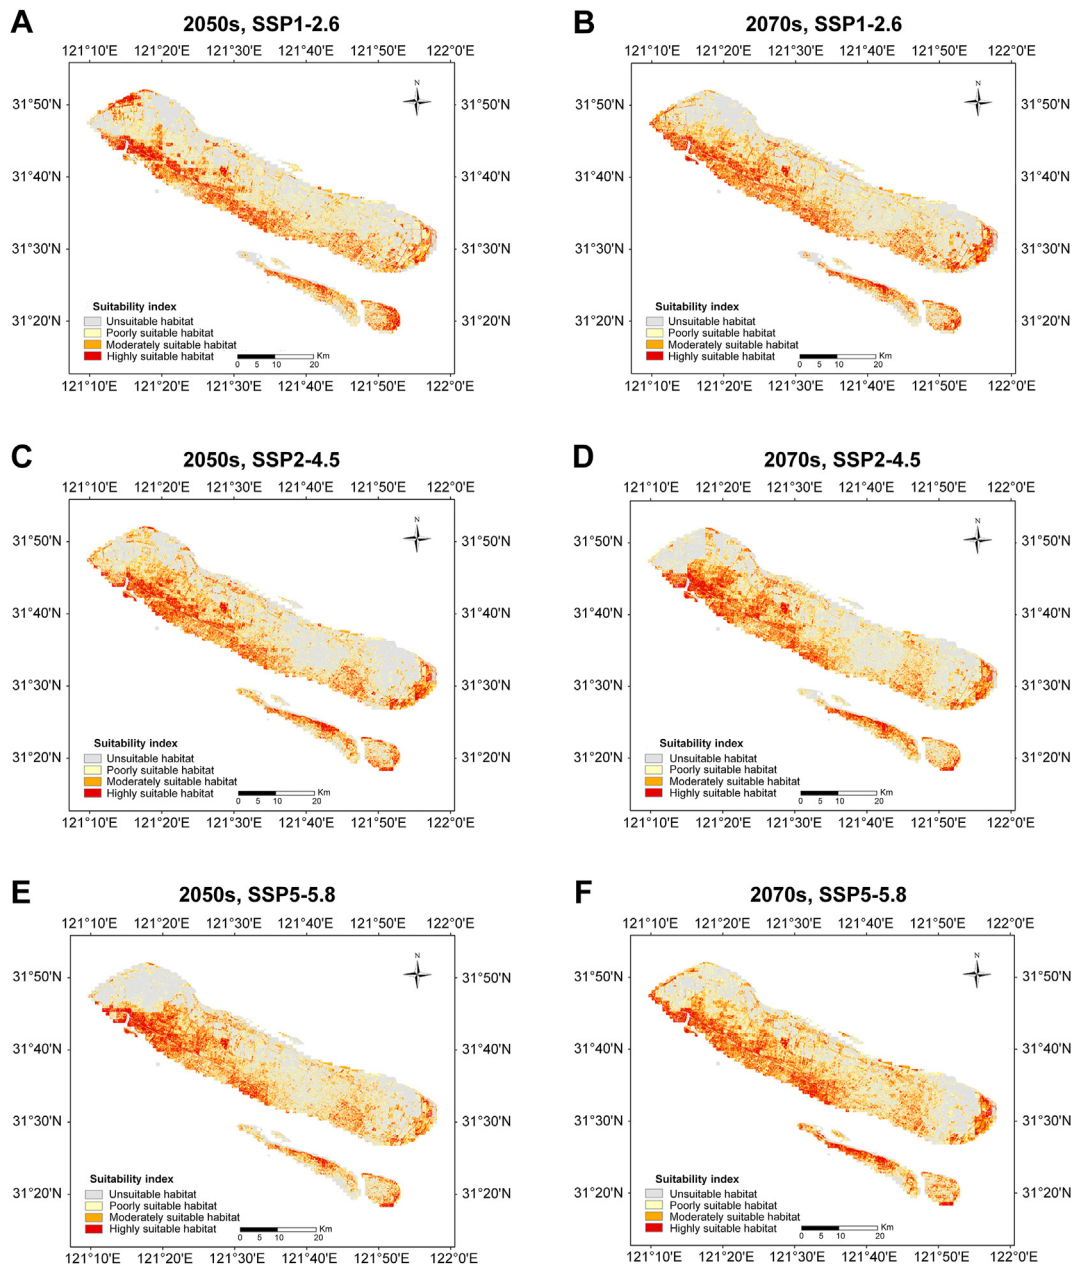 A
2050s, SSP1-2.6
121°10'E 121°20'E 121°30'E 121°40'E 121°50'E 122°0'E
N
31°50'N 31°50'N
31°40'N 31°40'N
31°30'N 31°30'N
31°20'N 31°20'N
Suitability index
Unsuitable habitat
Poorly suitable habitat
Moderately suitable habitat
Highly suitable habitat
Km
0 5 10 20
121°10'E 121°20'E 121°30'E 121°40'E 121°50'E 122°0'E
B
2070s, SSP1-2.6
121°10'E 121°20'E 121°30'E 121°40'E 121°50'E 122°0'E
N
31°50'N 31°50'N
31°40'N 31°40'N
31°30'N 31°30'N
31°20'N 31°20'N
Suitability index
Unsuitable habitat
Poorly suitable habitat
Moderately suitable habitat
Highly suitable habitat
Km
0 5 10 20
121°10'E 121°20'E 121°30'E 121°40'E 121°50'E 122°0'E
C
2050s, SSP2-4.5
121°10'E 121°20'E 121°30'E 121°40'E 121°50'E 122°0'E
N
31°50'N 31°50'N
31°40'N 31°40'N
31°30'N 31°30'N
31°20'N 31°20'N
Suitability index
Unsuitable habitat
Poorly suitable habitat
Moderately suitable habitat
Highly suitable habitat
Km
0 5 10 20
121°10'E 121°20'E 121°30'E 121°40'E 121°50'E 122°0'E
D
2070s, SSP2-4.5
121°10'E 121°20'E 121°30'E 121°40'E 121°50'E 122°0'E
N
31°50'N 31°50'N
31°40'N 31°40'N
31°30'N 31°30'N
31°20'N 31°20'N
Suitability index
Unsuitable habitat
Poorly suitable habitat
Moderately suitable habitat
Highly suitable habitat
Km
0 5 10 20
121°10'E 121°20'E 121°30'E 121°40'E 121°50'E 122°0'E
E
2050s, SSP5-5.8
121°10'E 121°20'E 121°30'E 121°40'E 121°50'E 122°0'E
N
31°50'N 31°50'N
31°40'N 31°40'N
31°30'N 31°30'N
31°20'N 31°20'N
Suitability index
Unsuitable habitat
Poorly suitable habitat
Moderately suitable habitat
Highly suitable habitat
Km
0 5 10 20
121°10'E 121°20'E 121°30'E 121°40'E 121°50'E 122°0'E
F
2070s, SSP5-5.8
121°10'E 121°20'E 121°30'E 121°40'E 121°50'E 122°0'E
N
31°50'N 31°50'N
31°40'N 31°40'N
31°30'N 31°30'N
31°20'N 31°20'N
Suitability index
Unsuitable habitat
Poorly suitable habitat
Moderately suitable habitat
Highly suitable habitat
Km
0 5 10 20
121°10'E 121°20'E 121°30'E 121°40'E 121°50'E 122°0'E